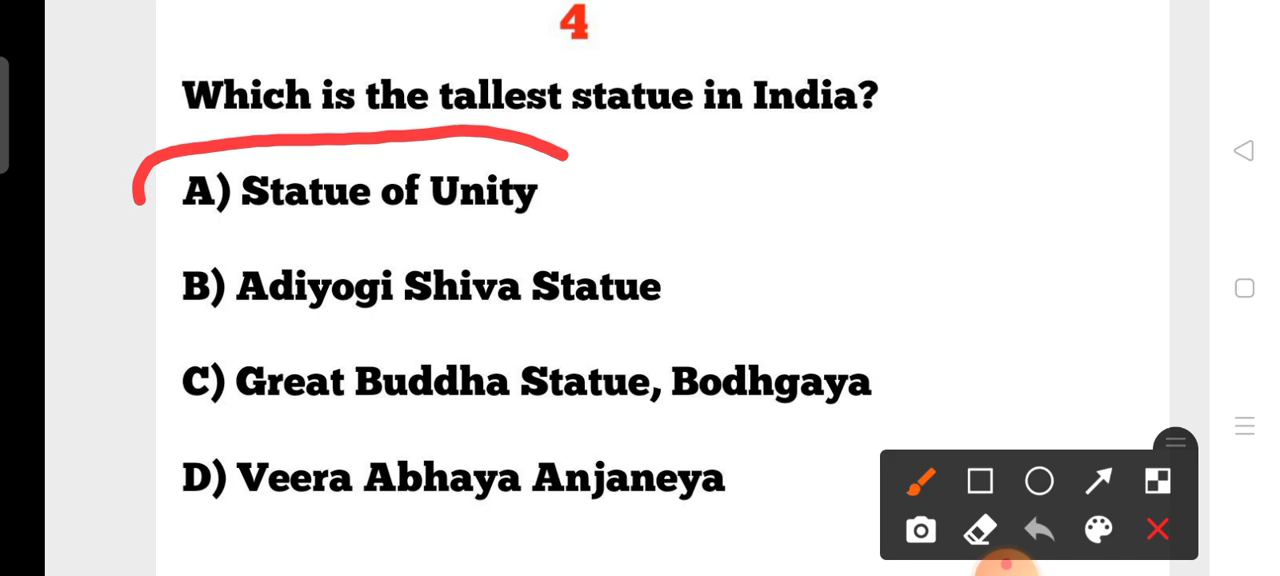 4
Which is the tallest statue in India?
A) Statue of Unity
B) Adiyogi Shiva Statue
C) Great Buddha Statue, Bodhgaya
D) Veera Abhaya Anjaneya